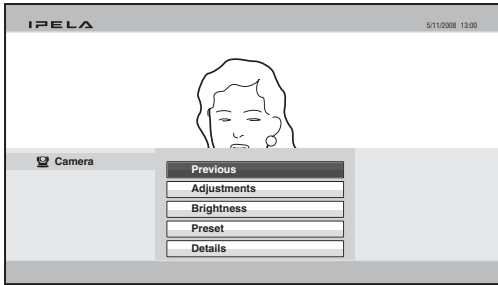 IPELA
5/11/2008 13:00
Camera
Previous
Adjustments
Brightness
Preset
Details